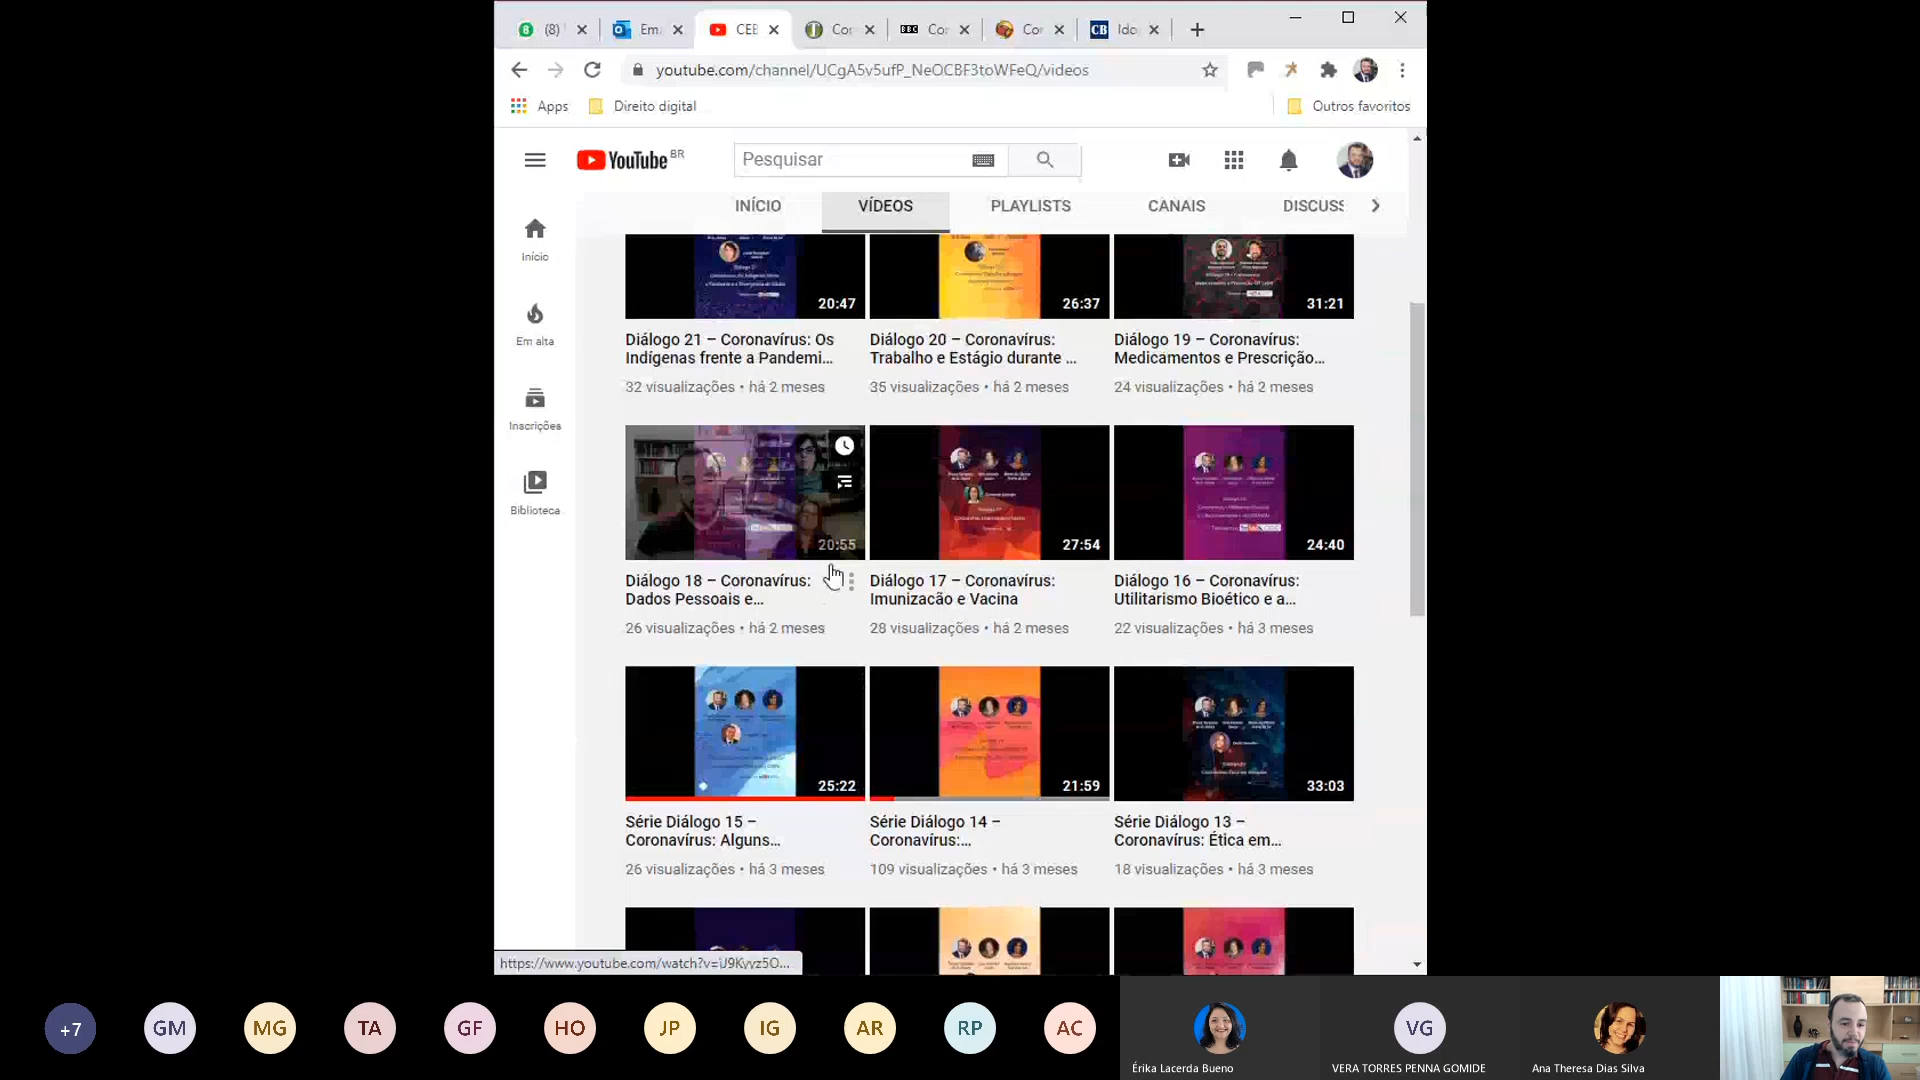 (8)
Em
CEB
Cor
BBC
Cor
Cor
CB
Ido
youtube.com/channel/UCgA5v5ufP_NeOCBF3toWFeQ/videos
Apps
Direito digital
Outros favoritos
YouTube BR
Pesquisar
INÍCIO
VÍDEOS
PLAYLISTS
CANAIS
DISCUSS
Início
Em alta
Inscrições
Biblioteca
20:47
26:37
31:21
Diálogo 21 – Coronavírus: Os
Indígenas frente a Pandemi...
32 visualizações • há 2 meses
Diálogo 20 – Coronavírus:
Trabalho e Estágio durante ...
35 visualizações • há 2 meses
Diálogo 19 – Coronavírus:
Medicamentos e Prescrição...
24 visualizações • há 2 meses
20:55
27:54
24:40
Diálogo 18 – Coronavírus:
Dados Pessoais e...
26 visualizações • há 2 meses
Diálogo 17 – Coronavírus:
Imunizacão e Vacina
28 visualizações • há 2 meses
Diálogo 16 – Coronavírus:
Utilitarismo Bioético e a...
22 visualizações • há 3 meses
25:22
21:59
33:03
Série Diálogo 15 –
Coronavírus: Alguns...
26 visualizações • há 3 meses
Série Diálogo 14 –
Coronavírus:...
109 visualizações • há 3 meses
Série Diálogo 13 –
Coronavírus: Ética em...
18 visualizações • há 3 meses
+7
GM
MG
TA
GF
HO
JP
IG
AR
RP
AC
VG
Érika Lacerda Bueno
VERA TORRES PENNA GOMIDE
Ana Theresa Dias Silva